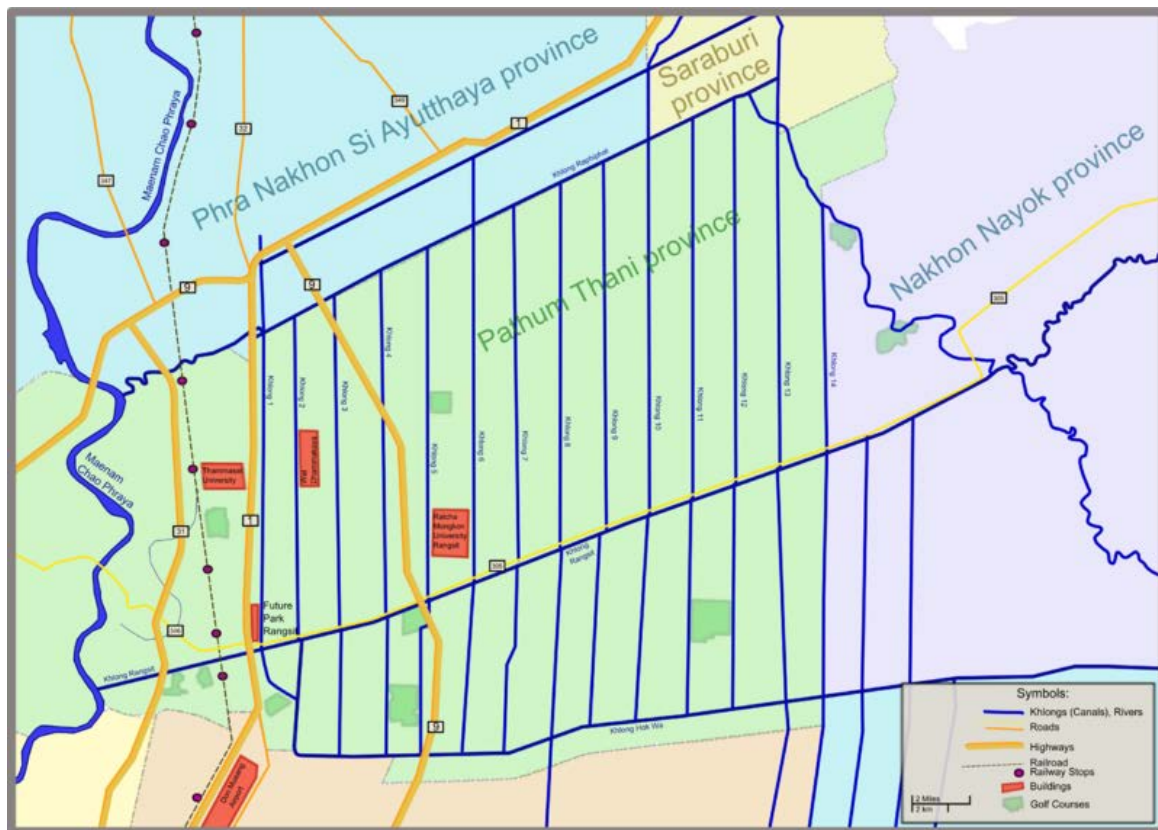 Phra Nakhon Si Ayutthaya province
Saraburi
province
Pathum Thani province
Nakhon Nayok province
Maenam Chao Phraya
Maenam
Chao Phraya
Khlong Raphiphat
347
32
1
9
9
305
Khlong 1
Khlong 2
Khlong 3
Khlong 4
Khlong 5
Khlong 6
Khlong 7
Khlong 8
Khlong 9
Khlong 10
Khlong 11
Khlong 12
Khlong 13
Khlong 14
Thammasat
University
Wat
Ratcha
Mongkon
University
Rangsit
31
1
305
Khlong
Rangsit
Future
Park
Rangsit
346
Khlong Rangsit
Khlong Hok Wa
9
Don Mueang
Airport
Symbols:
Khlongs (Canals), Rivers
Roads
Highways
Railroad
Railway Stops
Buildings
Golf Courses
2 Miles
2 km